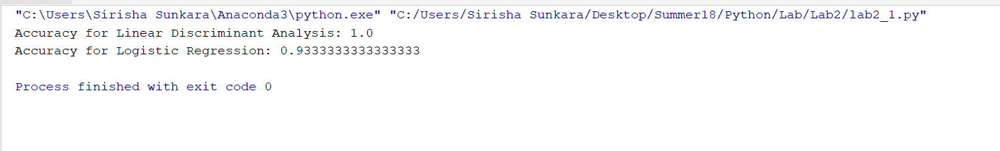 "C:\Users\Sirisha Sunkara\Anaconda3\python.exe" "C:/Users/Sirisha Sunkara/Desktop/Summer18/Python/Lab/Lab2/lab2_1.py"
Accuracy for Linear Discriminant Analysis: 1.0
Accuracy for Logistic Regression: 0.9333333333333333
Process finished with exit code 0